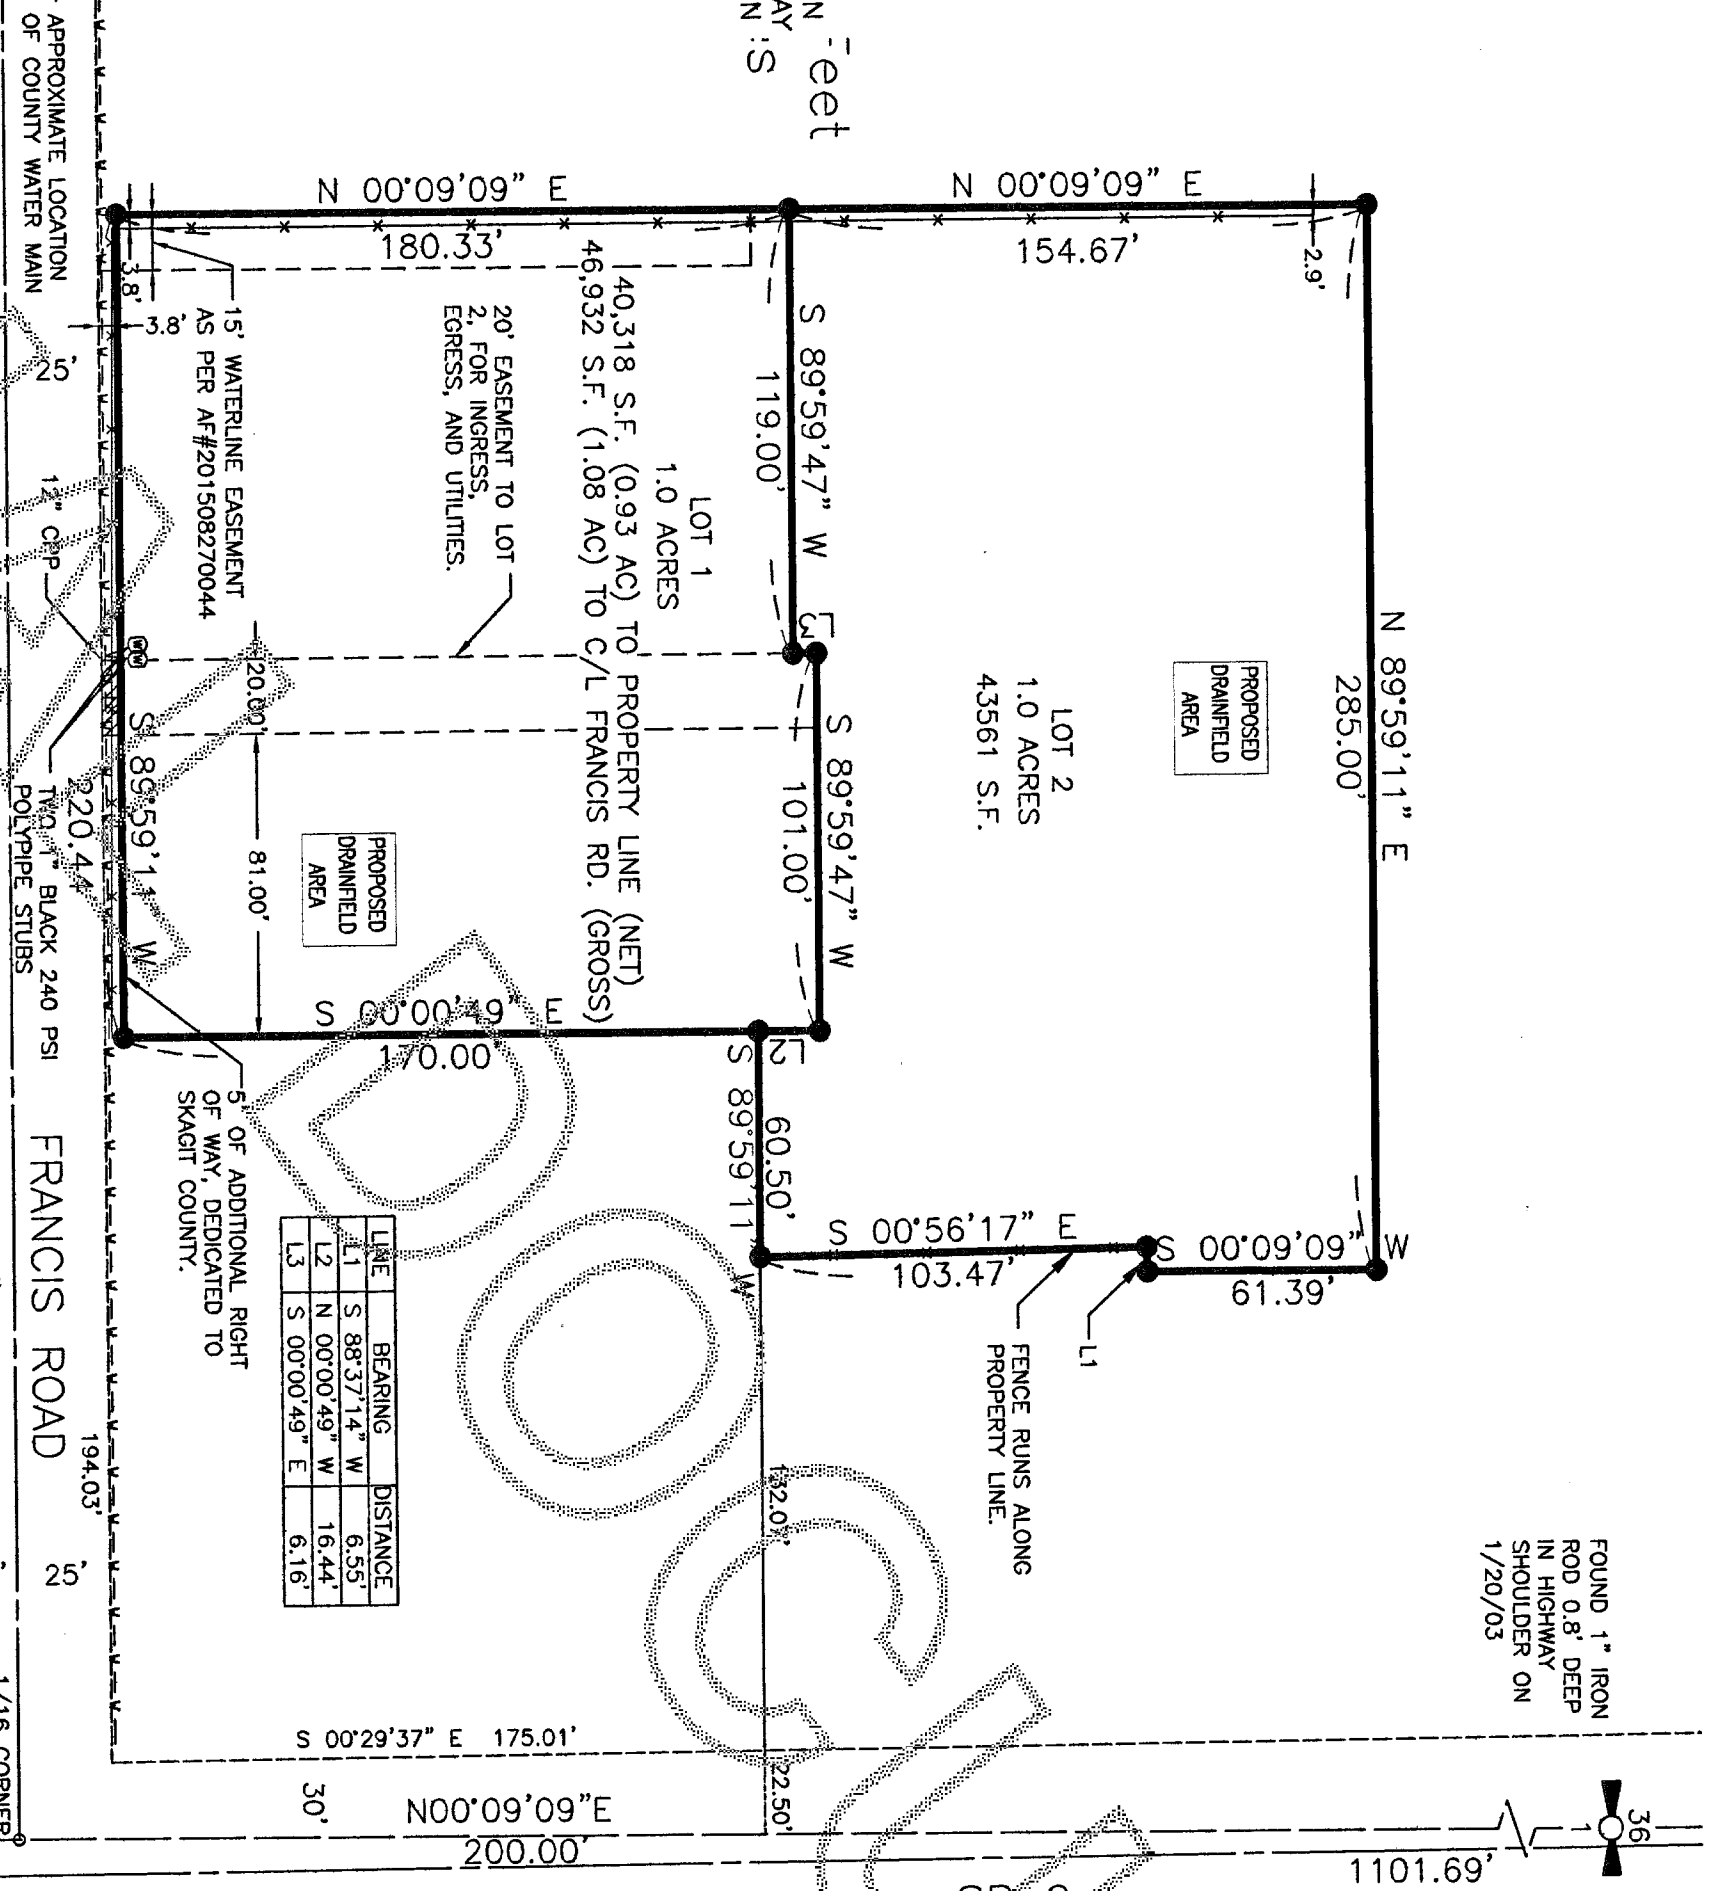 N Feet
AY
N :S
N 89°59'11" E
285.00'
N 00°09'09" E
154.67'
2.9'
N 00°09'09" E
180.33'
PROPOSED
DRAINFIELD
AREA
LOT 2
1.0 ACRES
43561 S.F.
S 89°59'47" W
119.00'
L3
S 89°59'47" W
101.00'
L2
60.50'
S 89°59'11" W
S 00°56'17" E
103.47'
S 00°09'09" W
61.39'
L1
FENCE RUNS ALONG
PROPERTY LINE.
FOUND 1" IRON
ROD 0.8' DEEP
IN HIGHWAY
SHOULDER ON
1/20/03
36
1
1101.69'
LOT 1
1.0 ACRES
40,318 S.F. (0.93 AC) TO PROPERTY LINE (NET)
46,932 S.F. (1.08 AC) TO C/L FRANCIS RD. (GROSS)
20' EASEMENT TO LOT
2, FOR INGRESS,
EGRESS, AND UTILITIES.
PROPOSED
DRAINFIELD
AREA
S 00°00'49" E
170.00'
20.00'
81.00'
15' WATERLINE EASEMENT
AS PER AF#201508270044
3.8'
3.8'
S 89°59'11" W
220.44'
5' OF ADDITIONAL RIGHT
OF WAY, DEDICATED TO
SKAGIT COUNTY.
LINE BEARING DISTANCE
L1 S 88°37'14" W 6.55'
L2 N 00°00'49" W 16.44'
L3 S 00°00'49" E 6.16'
132.07'
22.50'
S 00°29'37" E 175.01'
30'
N00°09'09"E
200.00'
APPROXIMATE LOCATION
OF COUNTY WATER MAIN
25'
12" CPP
WW
TWO 1" BLACK 240 PSI
POLYPIPE STUBS
FRANCIS ROAD
194.03'
25'
1/16 CORNER
DOCU